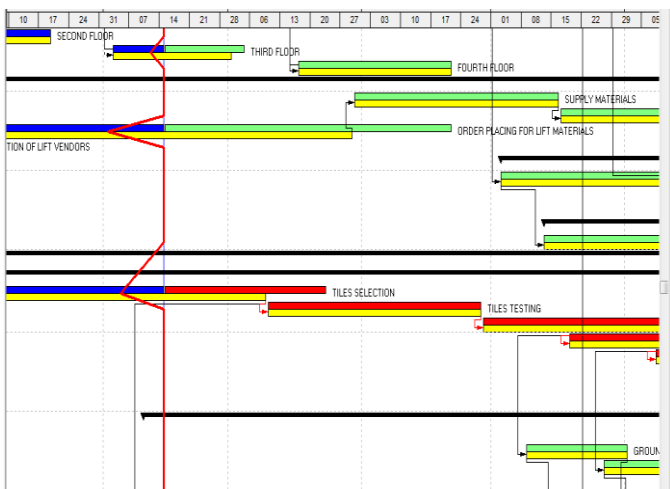 10 17 24 31 07 14 21 28 06 13 20 27 03 10 17 24 01 08 15 22 29 05
SECOND FLOOR
THIRD FLOOR
FOURTH FLOOR
SUPPLY MATERIALS
ORDER PLACING FOR LIFT MATERIALS
TION OF LIFT VENDORS
TILES SELECTION
TILES TESTING
GROUN